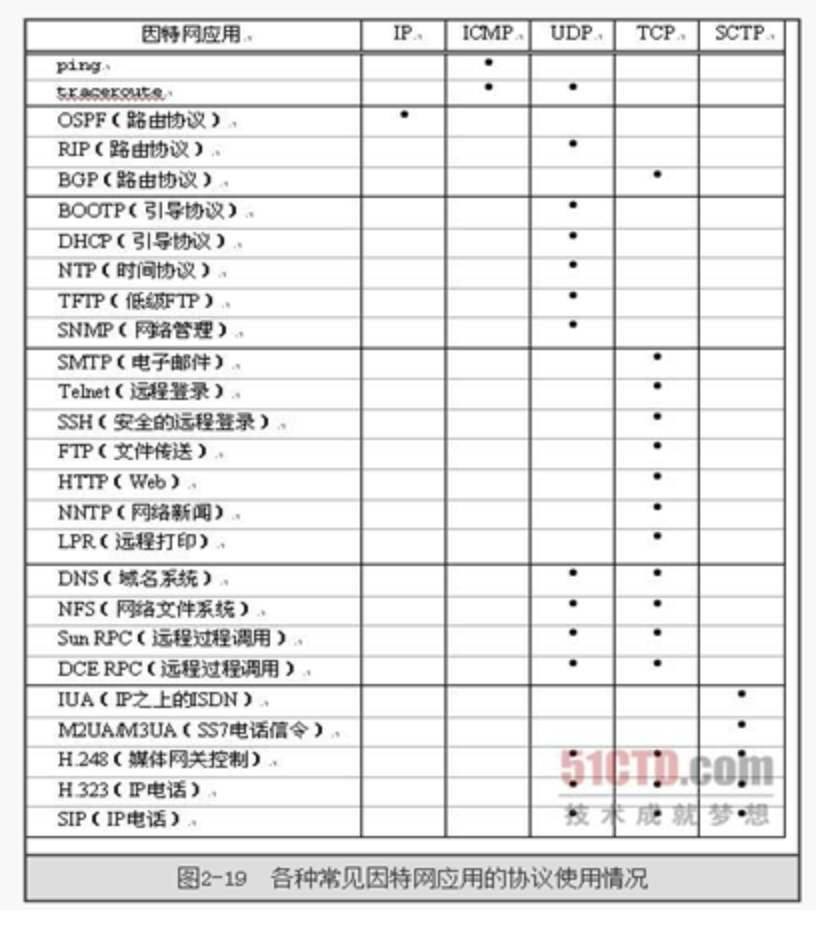 因特网应用 IP ICMP UDP TCP SCTP
ping •
traceroute • •
OSPF(路由协议) •
RIP(路由协议) •
BGP(路由协议) •
BOOTP(引导协议) •
DHCP(引导协议) •
NTP(时间协议) •
TFTP(低级FTP) •
SNMP(网络管理) •
SMTP(电子邮件) •
Telnet(远程登录) •
SSH(安全的远程登录) •
FTP(文件传送) •
HTTP(Web) •
NNTP(网络新闻) •
LPR(远程打印) •
DNS(域名系统) • •
NFS(网络文件系统) • •
Sun RPC(远程过程调用) • •
DCE RPC(远程过程调用) • •
IUA(IP之上的ISDN) •
M2UA/M3UA(SS7电话信令) •
H.248(媒体网关控制) • • •
H.323(IP电话) • • •
SIP(IP电话) • • •
51CTO.com
技术成就梦想
图2-19 各种常见因特网应用的协议使用情况